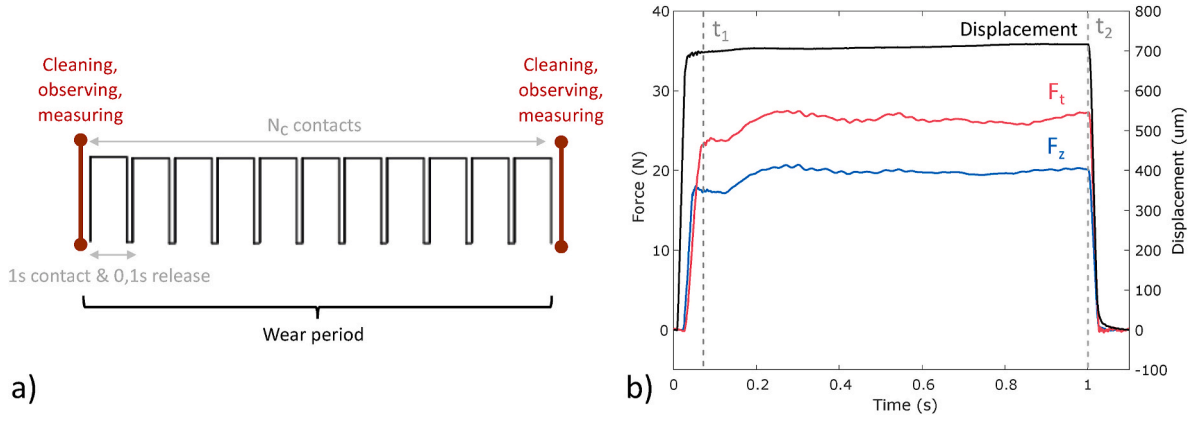 Cleaning,
observing,
measuring
Cleaning,
observing,
measuring
Nc contacts
1s contact & 0,1s release
Wear period
a)
40
30
20
10
0
Force (N)
800
700
600
500
400
300
200
100
0
-100
Displacement (um)
t1
Displacement
t2
Ft
Fz
0
0.2
0.4
0.6
0.8
1
Time (s)
b)